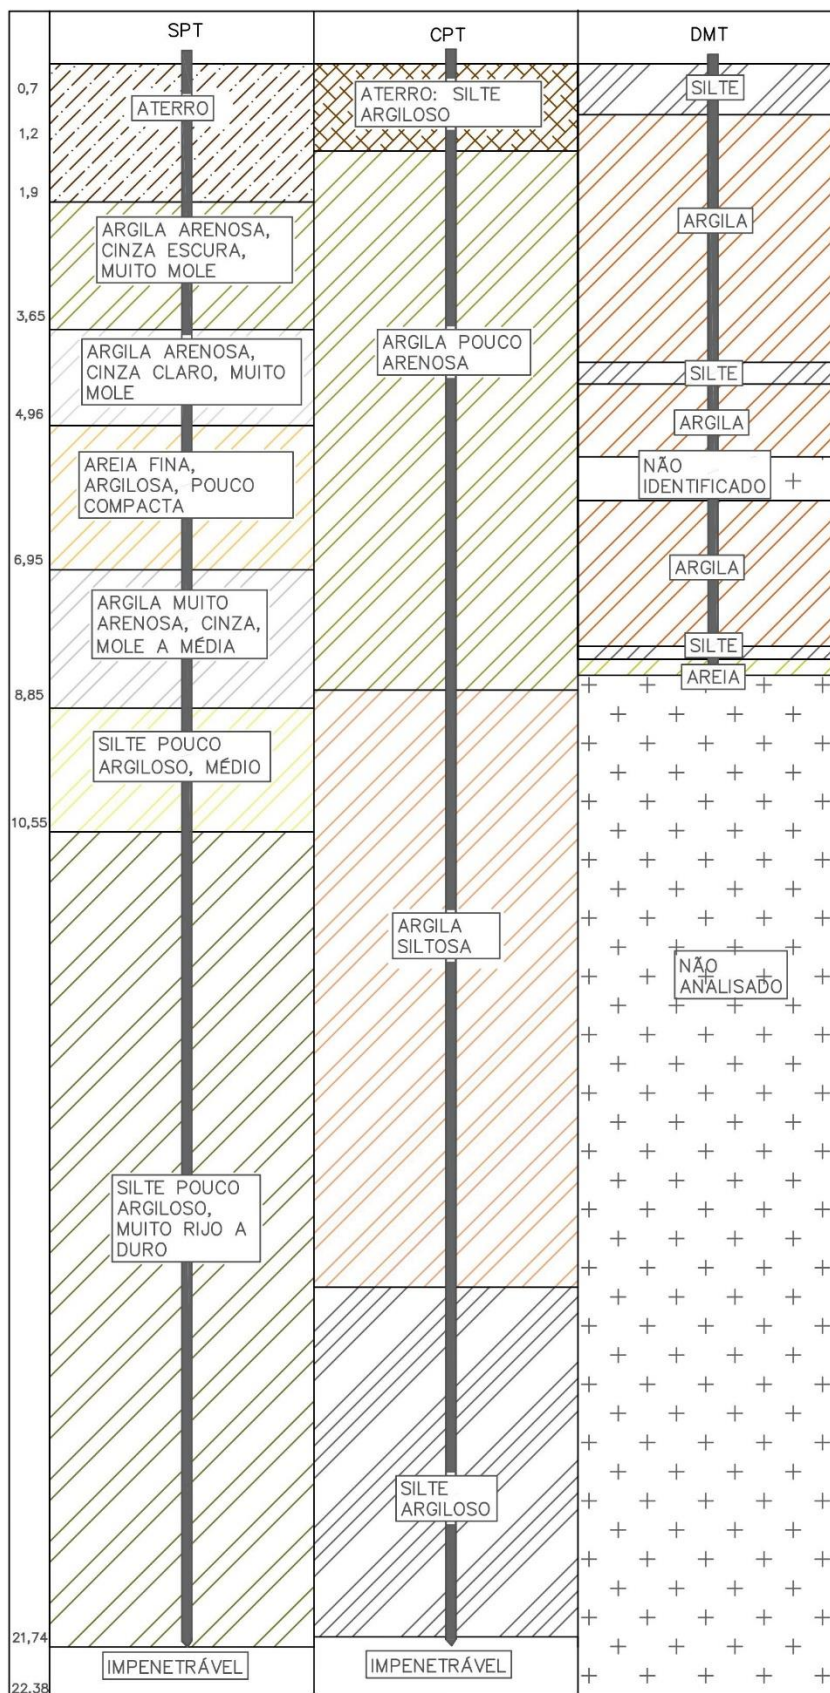 SPT
CPT
DMT
0,7
1,2
1,9
3,65
4,96
6,95
8,85
10,55
21,74
22,38
ATERRO
ARGILA ARENOSA,
CINZA ESCURA,
MUITO MOLE
ARGILA ARENOSA,
CINZA CLARO, MUITO
MOLE
AREIA FINA,
ARGILOSA, POUCO
COMPACTA
ARGILA MUITO
ARENOSA, CINZA,
MOLE A MÉDIA
SILTE POUCO
ARGILOSO, MÉDIO
SILTE POUCO
ARGILOSO,
MUITO RIJO A
DURO
IMPENETRÁVEL
ATERRO: SILTE
ARGILOSO
ARGILA POUCO
ARENOSA
ARGILA
SILTOSA
SILTE
ARGILOSO
IMPENETRÁVEL
SILTE
ARGILA
SILTE
ARGILA
NÃO
IDENTIFICADO
ARGILA
SILTE
AREIA
NÃO
ANALISADO